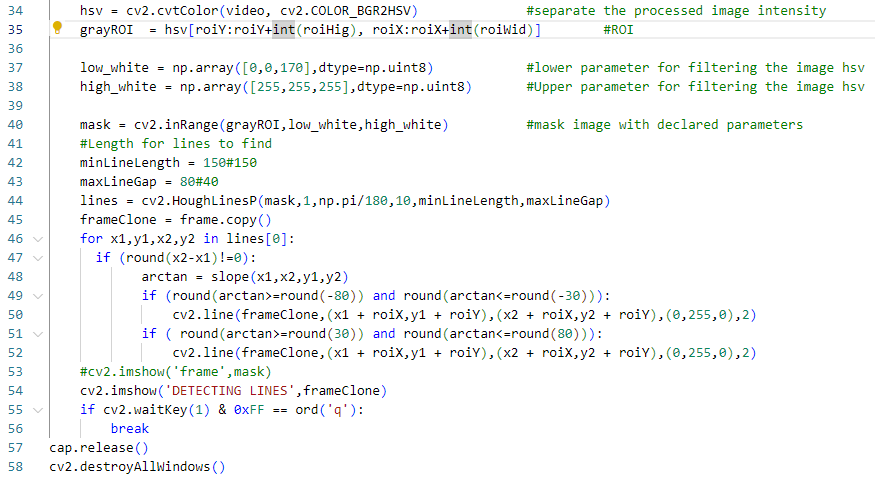 34 hsv = cv2.cvtColor(video, cv2.COLOR_BGR2HSV) #separate the processed image intensity
35 grayROI = hsv[roiY:roiY+int(roiHig), roiX:roiX+int(roiWid)] #ROI
36
37 low_white = np.array([0,0,170],dtype=np.uint8) #lower parameter for filtering the image hsv
38 high_white = np.array([255,255,255],dtype=np.uint8) #Upper parameter for filtering the image hsv
39
40 mask = cv2.inRange(grayROI,low_white,high_white) #mask image with declared parameters
41 #Length for lines to find
42 minLineLength = 150#150
43 maxLineGap = 80#40
44 lines = cv2.HoughLinesP(mask,1,np.pi/180,10,minLineLength,maxLineGap)
45 frameClone = frame.copy()
46 for x1,y1,x2,y2 in lines[0]:
47 if (round(x2-x1)!=0):
48 arctan = slope(x1,x2,y1,y2)
49 if (round(arctan>=round(-80)) and round(arctan<=round(-30))):
50 cv2.line(frameClone,(x1 + roiX,y1 + roiY),(x2 + roiX,y2 + roiY),(0,255,0),2)
51 if ( round(arctan>=round(30)) and round(arctan<=round(80))):
52 cv2.line(frameClone,(x1 + roiX,y1 + roiY),(x2 + roiX,y2 + roiY),(0,255,0),2)
53 #cv2.imshow('frame',mask)
54 cv2.imshow('DETECTING LINES',frameClone)
55 if cv2.waitKey(1) & 0xFF == ord('q'):
56 break
57 cap.release()
58 cv2.destroyAllWindows()